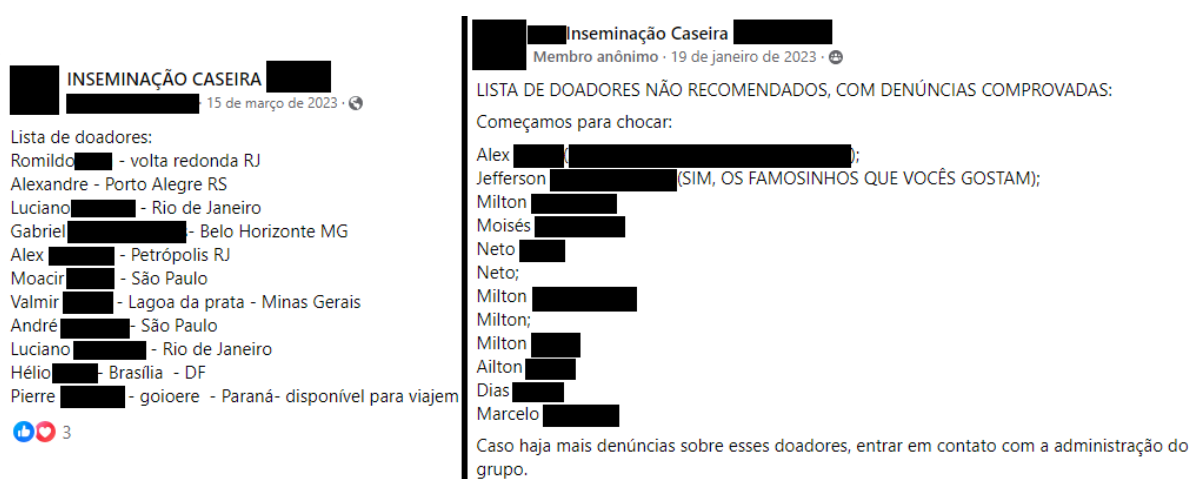 INSEMINAÇÃO CASEIRA
15 de março de 2023 ·
Lista de doadores:
Romildo - volta redonda RJ
Alexandre - Porto Alegre RS
Luciano - Rio de Janeiro
Gabriel - Belo Horizonte MG
Alex - Petrópolis RJ
Moacir - São Paulo
Valmir - Lagoa da prata - Minas Gerais
André - São Paulo
Luciano - Rio de Janeiro
Hélio - Brasília - DF
Pierre - goioere - Paraná- disponível para viajem
3
Inseminação Caseira
Membro anônimo · 19 de janeiro de 2023 ·
LISTA DE DOADORES NÃO RECOMENDADOS, COM DENÚNCIAS COMPROVADAS:
Começamos para chocar:
Alex ( );
Jefferson (SIM, OS FAMOSINHOS QUE VOCÊS GOSTAM);
Milton
Moisés
Neto
Neto;
Milton
Milton;
Milton
Ailton
Dias
Marcelo
Caso haja mais denúncias sobre esses doadores, entrar em contato com a administração do
grupo.